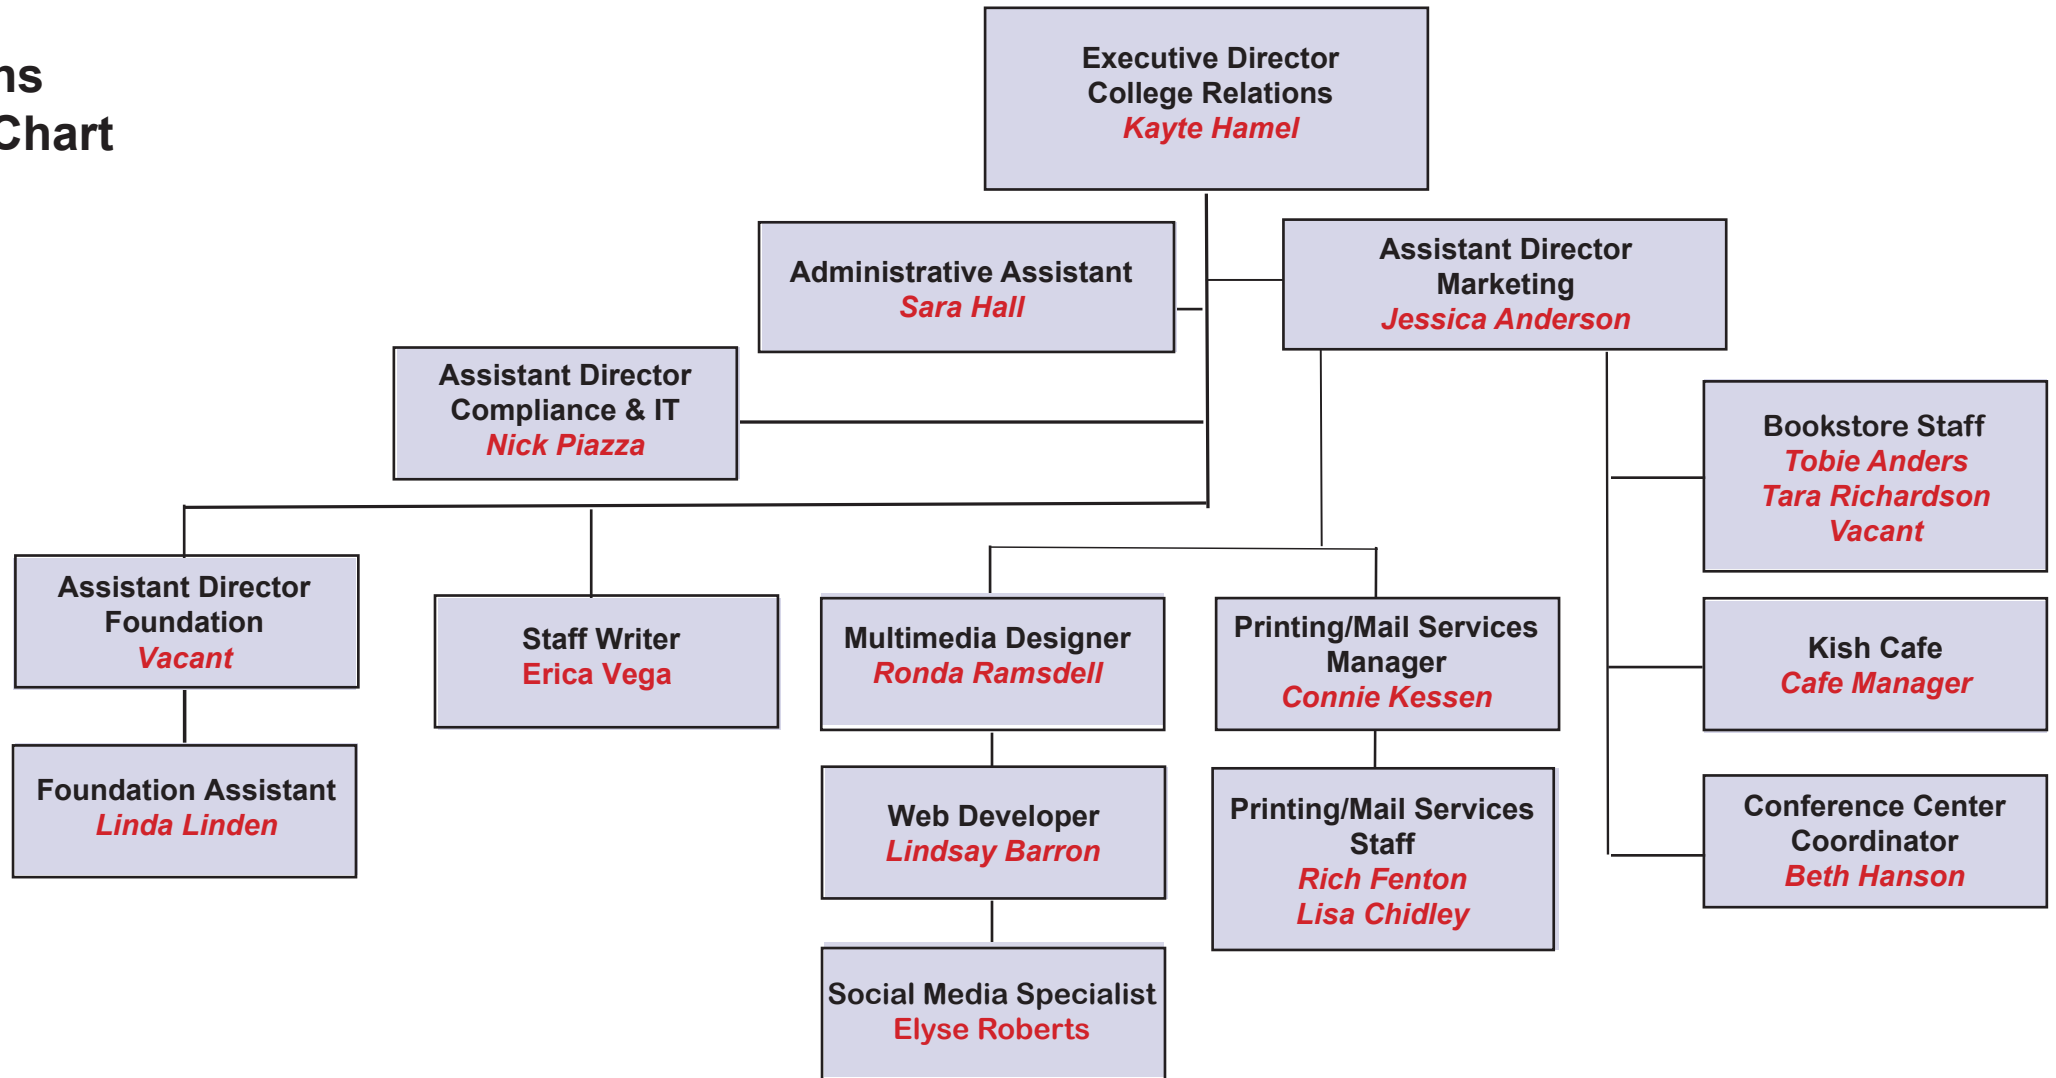 Chart
Executive Director
College Relations
Kayte Hamel
Administrative Assistant
Sara Hall
Assistant Director
Marketing
Jessica Anderson
Assistant Director
Compliance & IT
Nick Piazza
Bookstore Staff
Tobie Anders
Tara Richardson
Vacant
Assistant Director
Foundation
Vacant
Staff Writer
Erica Vega
Multimedia Designer
Ronda Ramsdell
Printing/Mail Services
Manager
Connie Kessen
Kish Cafe
Cafe Manager
Foundation Assistant
Linda Linden
Web Developer
Lindsay Barron
Printing/Mail Services
Staff
Rich Fenton
Lisa Chidley
Conference Center
Coordinator
Beth Hanson
Social Media Specialist
Elyse Roberts